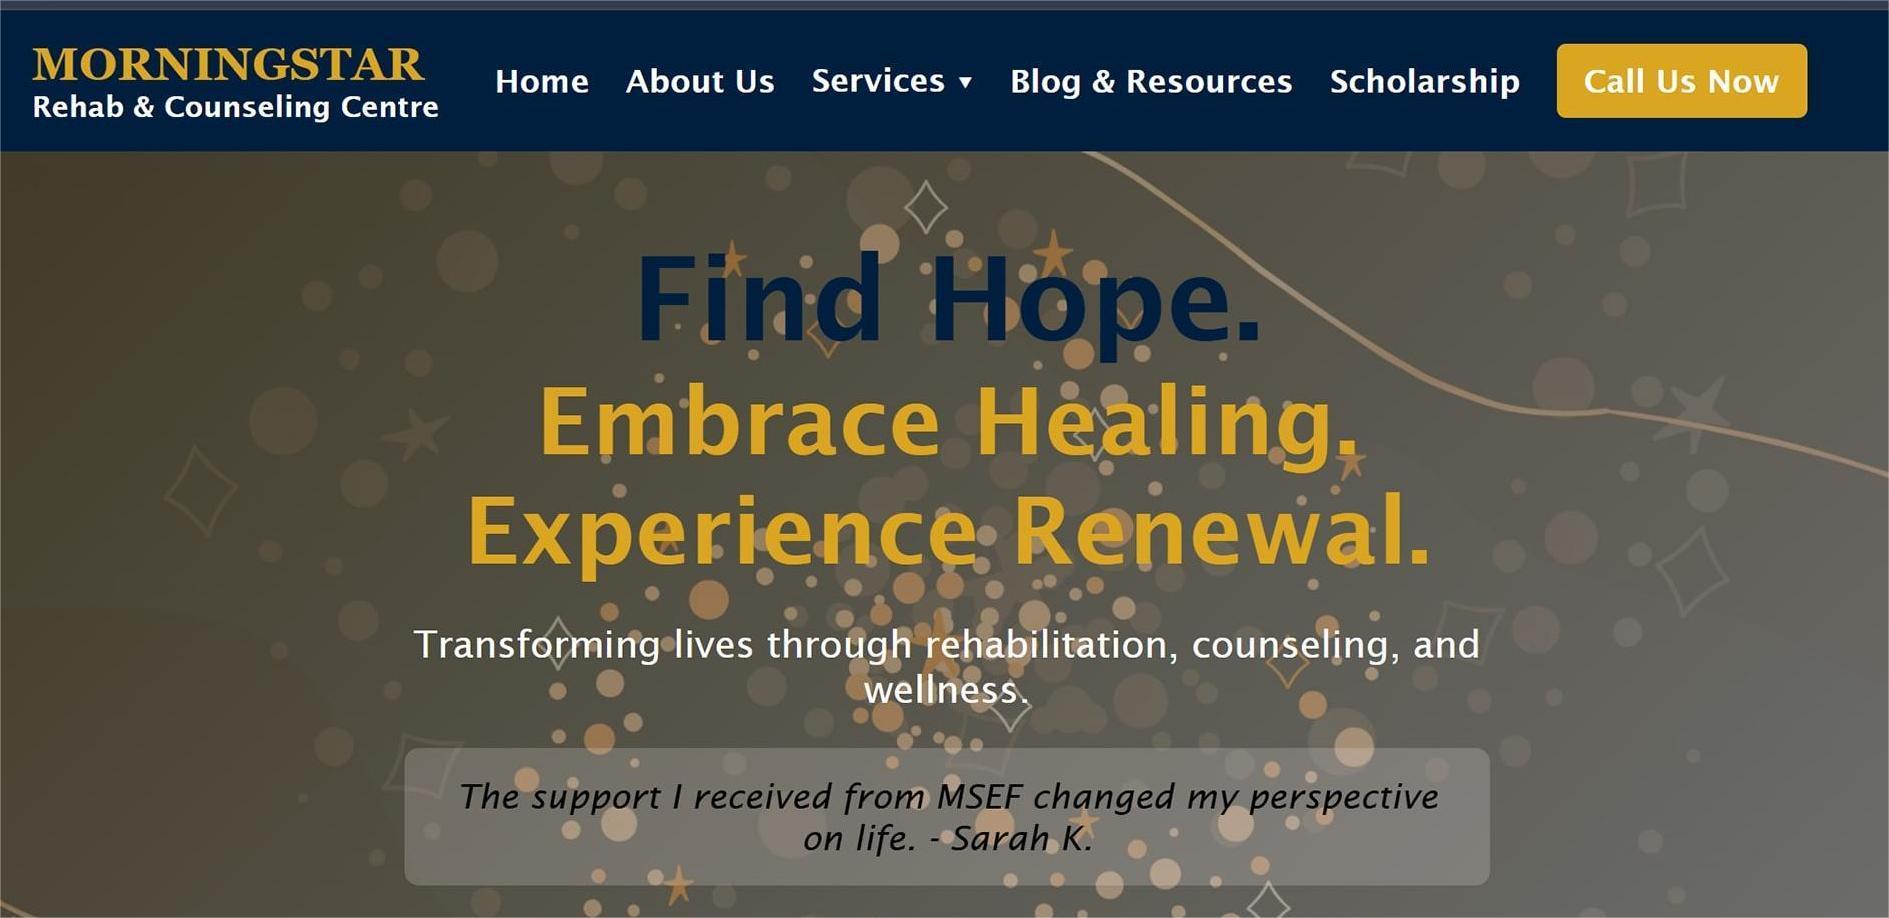 MORNINGSTAR
Rehab & Counseling Centre
Home
About Us
Services ▼
Blog & Resources
Scholarship
Call Us Now
Find Hope.
Embrace Healing.
Experience Renewal.
Transforming lives through rehabilitation, counseling, and
wellness.
The support I received from MSEF changed my perspective
on life. - Sarah K.